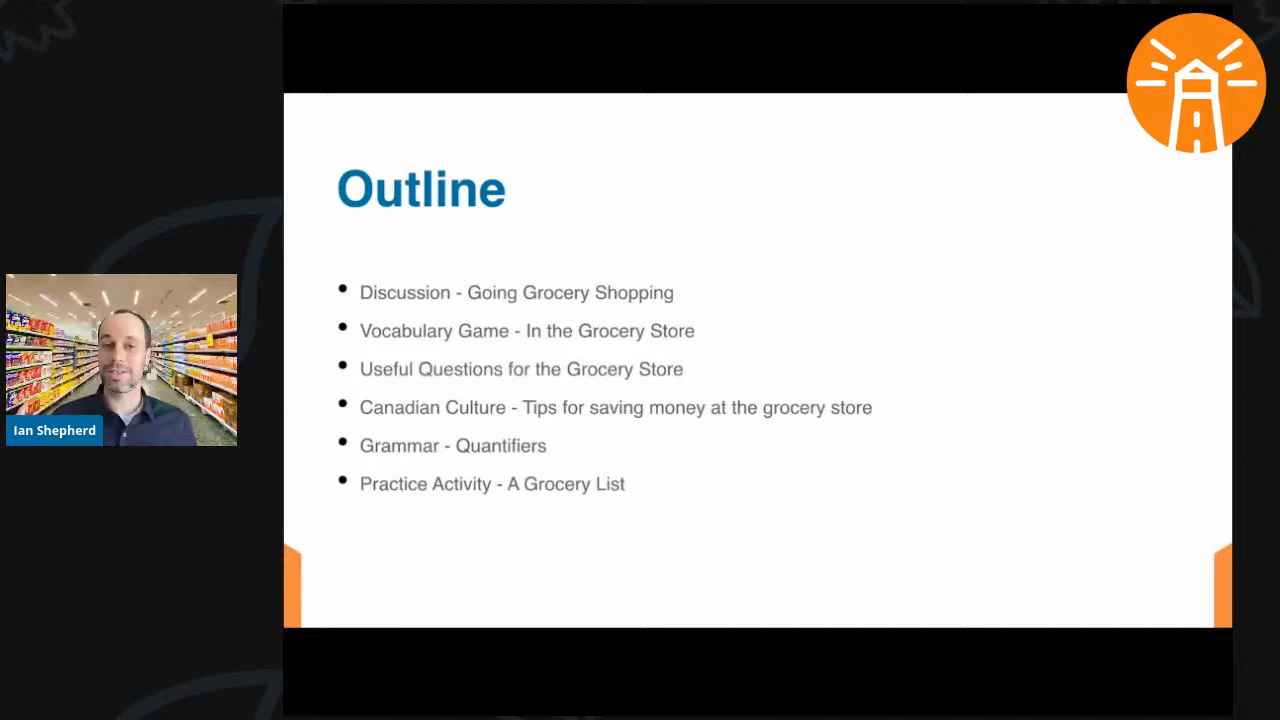 Outline
Discussion - Going Grocery Shopping
Vocabulary Game - In the Grocery Store
Useful Questions for the Grocery Store
Canadian Culture - Tips for saving money at the grocery store
Grammar - Quantifiers
Practice Activity - A Grocery List
Ian Shepherd